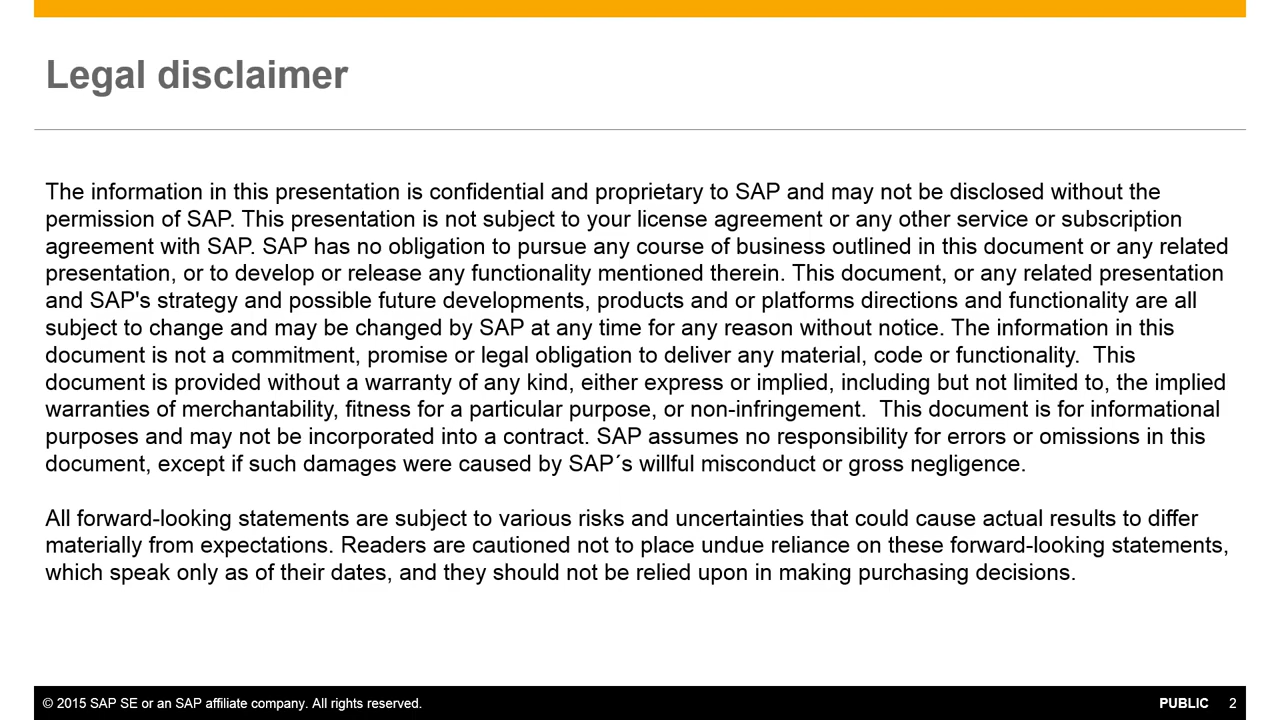 Legal disclaimer
The information in this presentation is confidential and proprietary to SAP and may not be disclosed without the
permission of SAP. This presentation is not subject to your license agreement or any other service or subscription
agreement with SAP. SAP has no obligation to pursue any course of business outlined in this document or any related
presentation, or to develop or release any functionality mentioned therein. This document, or any related presentation
and SAP's strategy and possible future developments, products and or platforms directions and functionality are all
subject to change and may be changed by SAP at any time for any reason without notice. The information in this
document is not a commitment, promise or legal obligation to deliver any material, code or functionality.  This
document is provided without a warranty of any kind, either express or implied, including but not limited to, the implied
warranties of merchantability, fitness for a particular purpose, or non-infringement.  This document is for informational
purposes and may not be incorporated into a contract. SAP assumes no responsibility for errors or omissions in this
document, except if such damages were caused by SAP´s willful misconduct or gross negligence.
All forward-looking statements are subject to various risks and uncertainties that could cause actual results to differ
materially from expectations. Readers are cautioned not to place undue reliance on these forward-looking statements,
which speak only as of their dates, and they should not be relied upon in making purchasing decisions.
© 2015 SAP SE or an SAP affiliate company. All rights reserved. PUBLIC 2